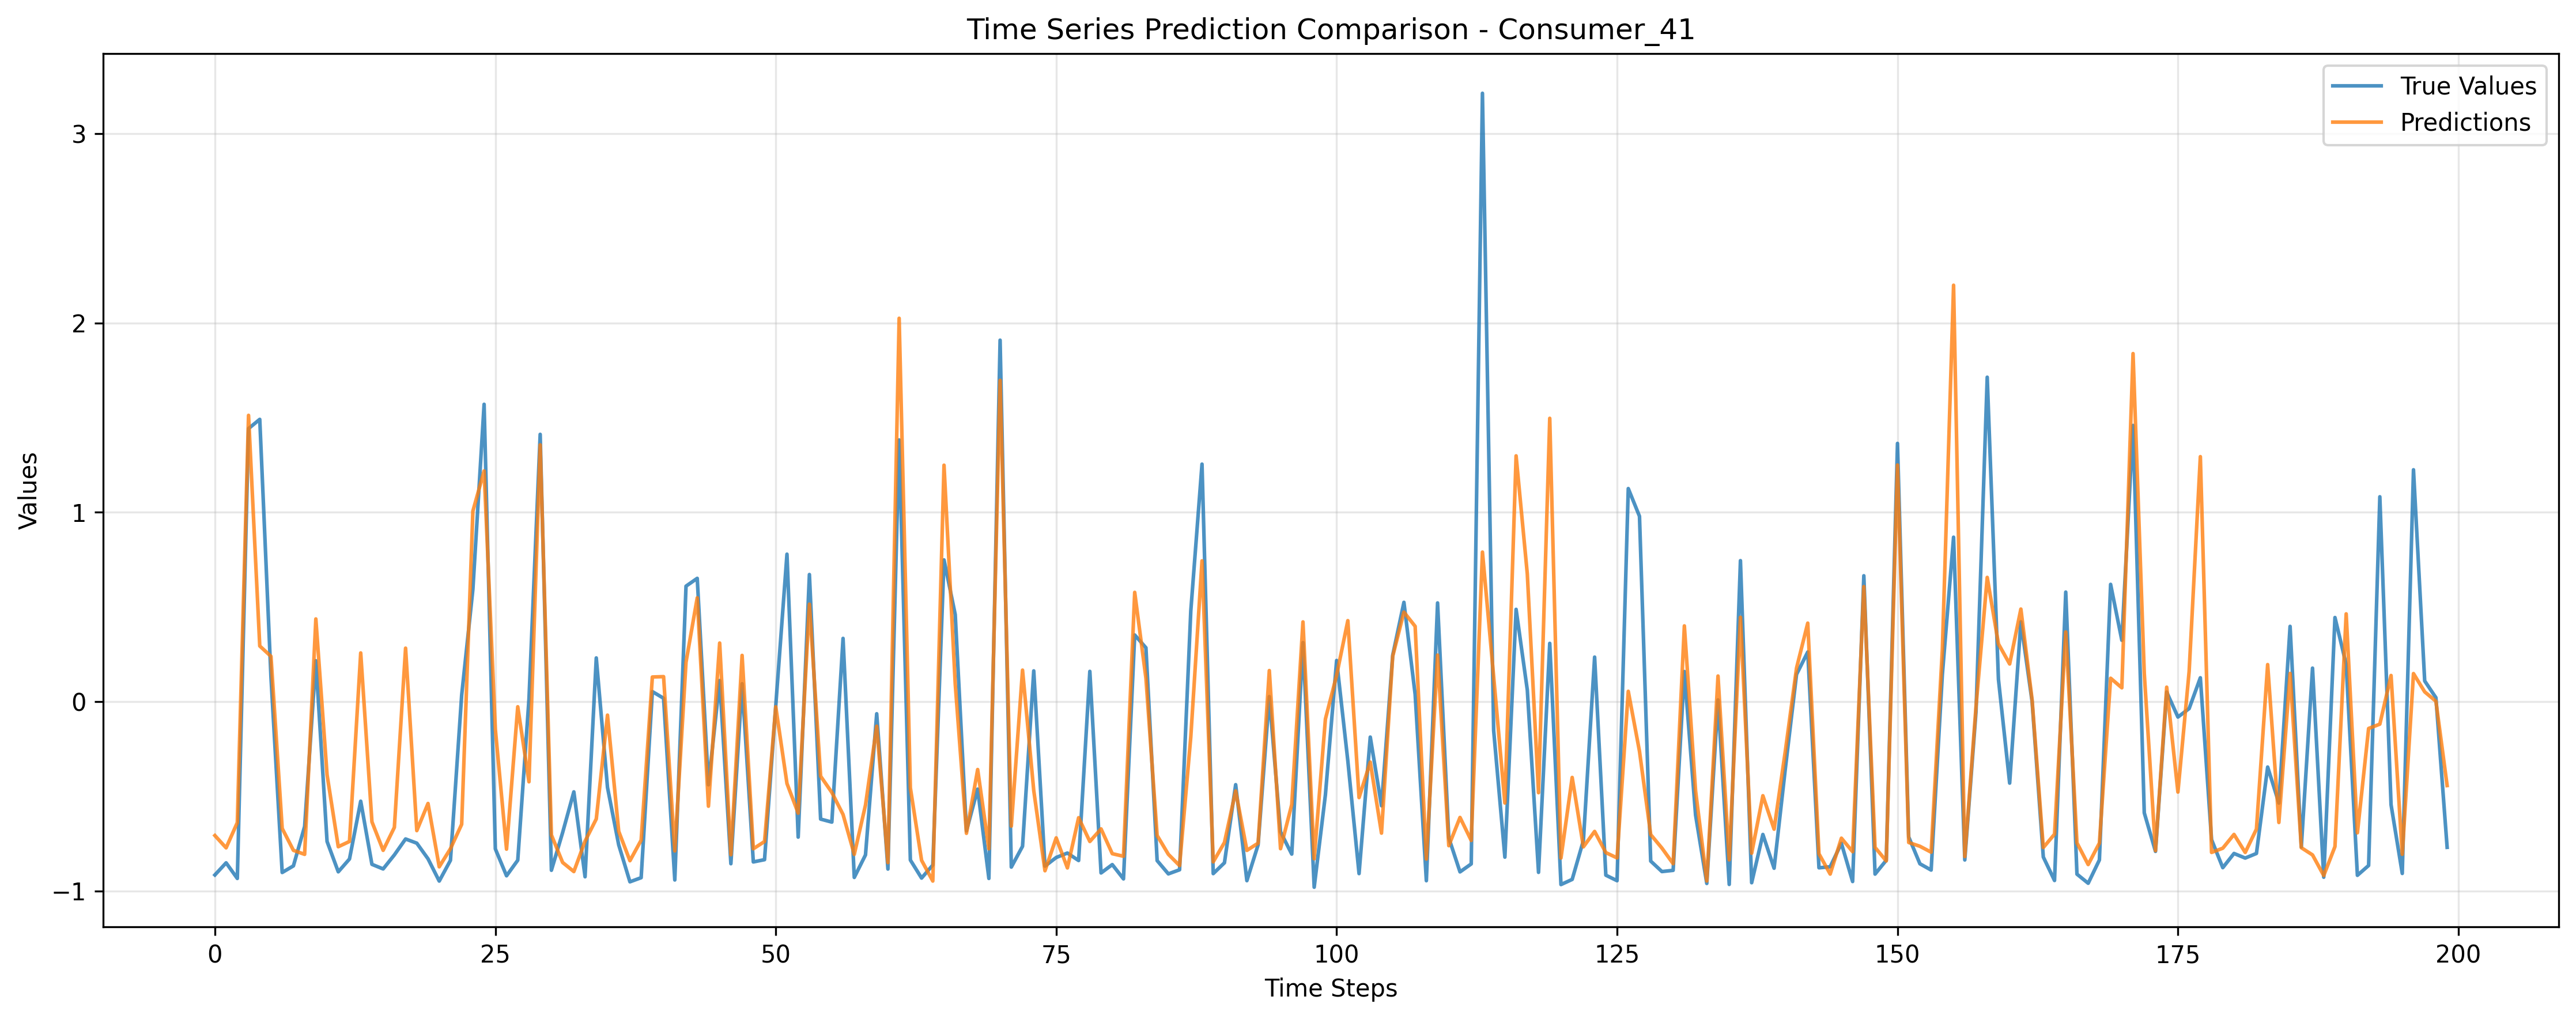 Time Series Prediction Comparison - Consumer_41
True Values
Predictions
Values
3
2
1
0
−1
0
25
50
75
100
125
150
175
200
Time Steps